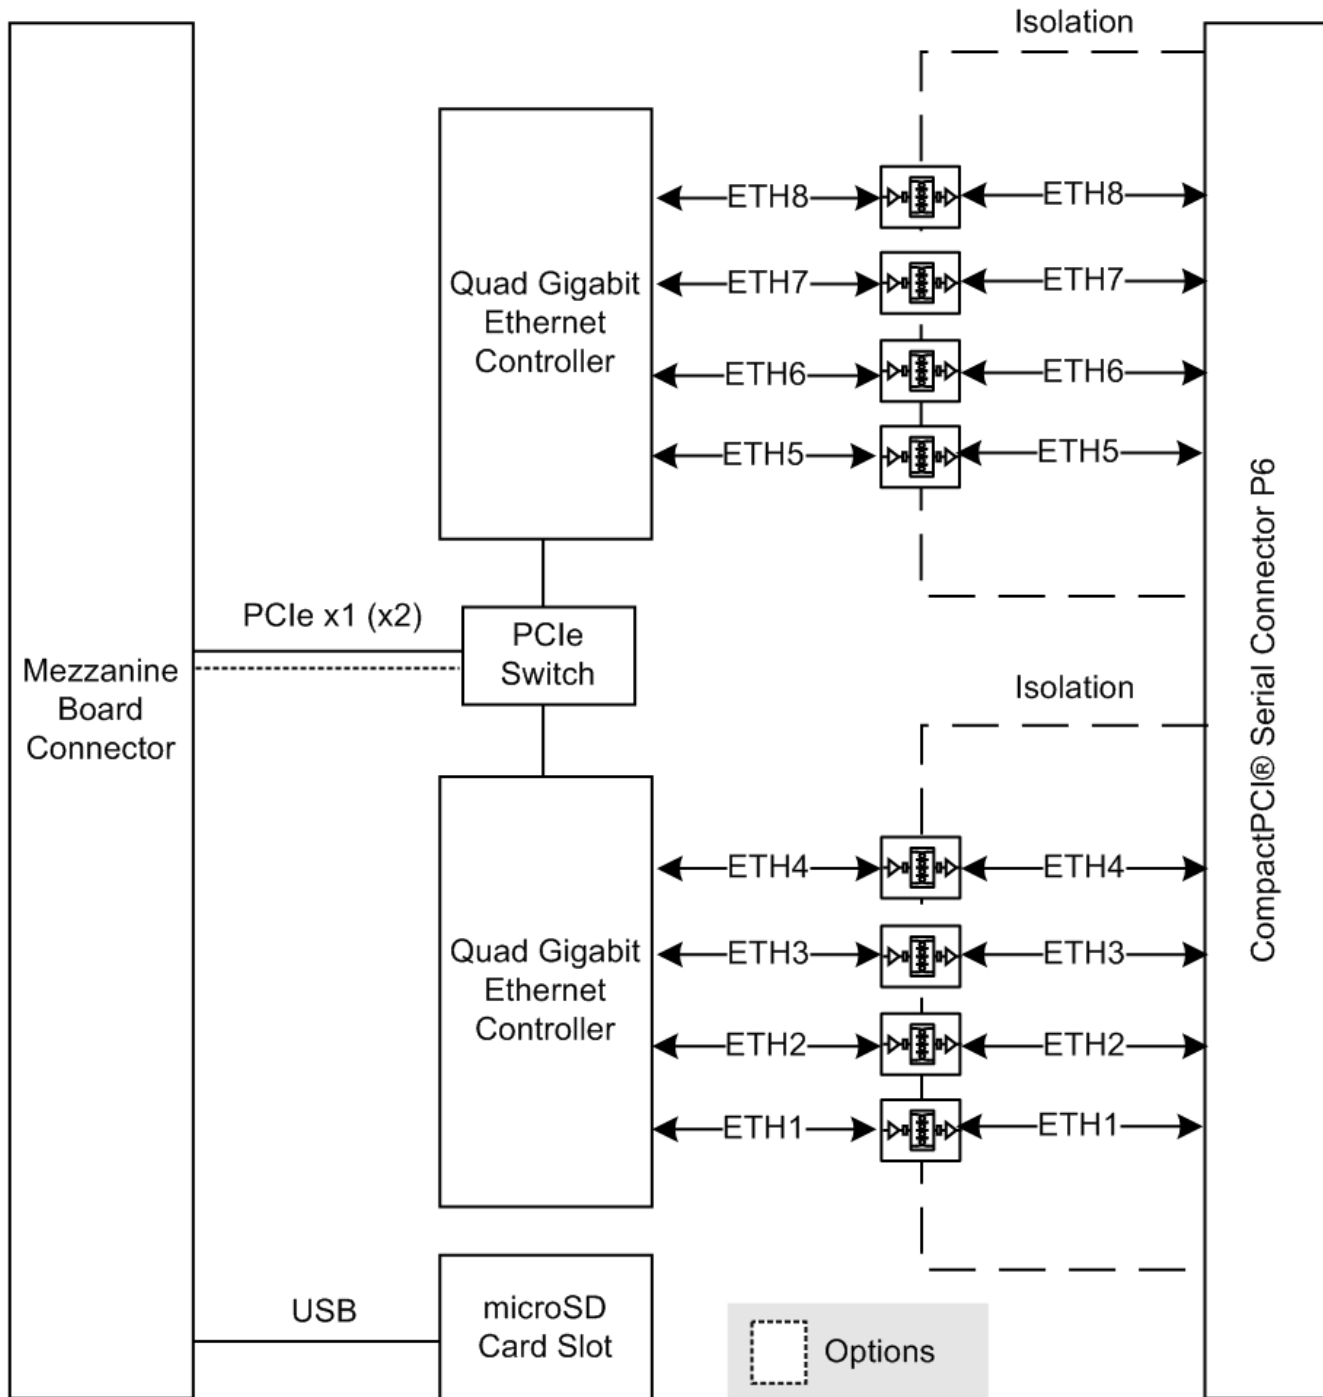 Isolation
ETH8
ETH8
Quad Gigabit
Ethernet
Controller
ETH7
ETH7
ETH6
ETH6
ETH5
ETH5
PCIe x1 (x2)
PCIe
Switch
Mezzanine
Board
Connector
Isolation
CompactPCI® Serial Connector P6
ETH4
ETH4
Quad Gigabit
Ethernet
Controller
ETH3
ETH3
ETH2
ETH2
ETH1
ETH1
USB
microSD
Card Slot
Options